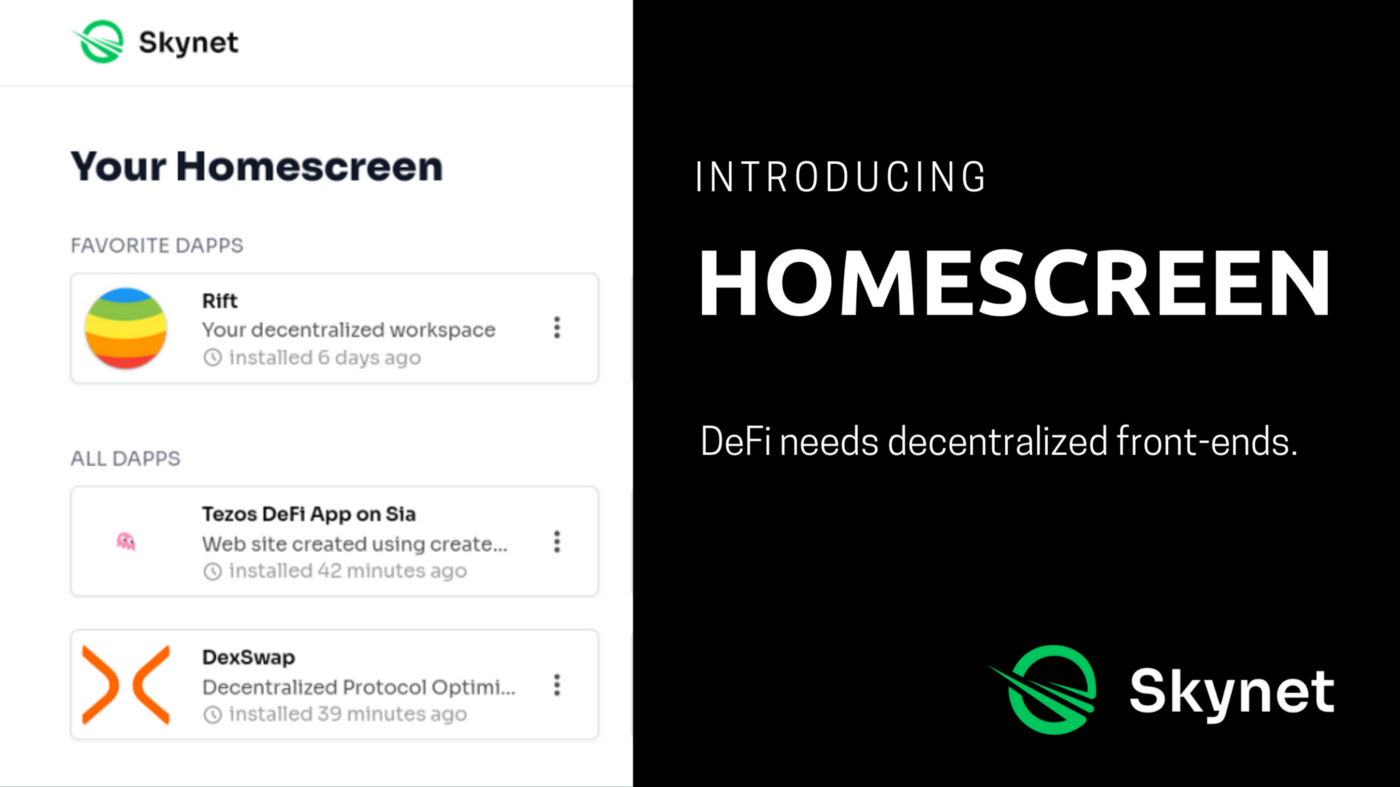 Skynet
Your Homescreen
FAVORITE DAPPS
Rift
Your decentralized workspace
installed 6 days ago
ALL DAPPS
Tezos DeFi App on Sia
Web site created using create...
installed 42 minutes ago
DexSwap
Decentralized Protocol Optimi...
installed 39 minutes ago
INTRODUCING
HOMESCREEN
DeFi needs decentralized front-ends.
Skynet